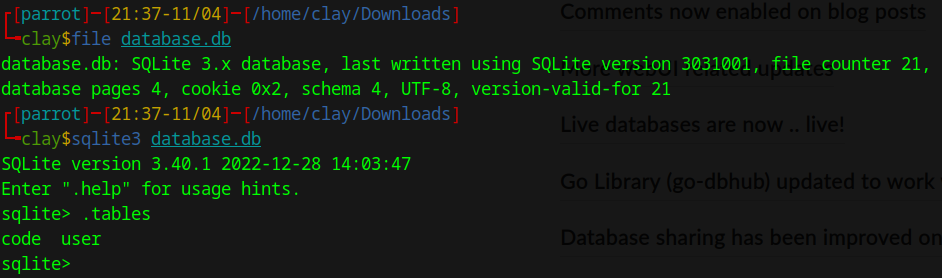 ┌─[parrot]─[21:37-11/04]─[/home/clay/Downloads]
└─╼clay$file database.db
database.db: SQLite 3.x database, last written using SQLite version 3031001, file counter 21,
database pages 4, cookie 0x2, schema 4, UTF-8, version-valid-for 21
┌─[parrot]─[21:37-11/04]─[/home/clay/Downloads]
└─╼clay$sqlite3 database.db
SQLite version 3.40.1 2022-12-28 14:03:47
Enter ".help" for usage hints.
sqlite> .tables
code  user
sqlite>
Comments now enabled on blog posts
More webUI related updates
Live databases are now .. live!
Go Library (go-dbhub) updated to work
Database sharing has been improved on